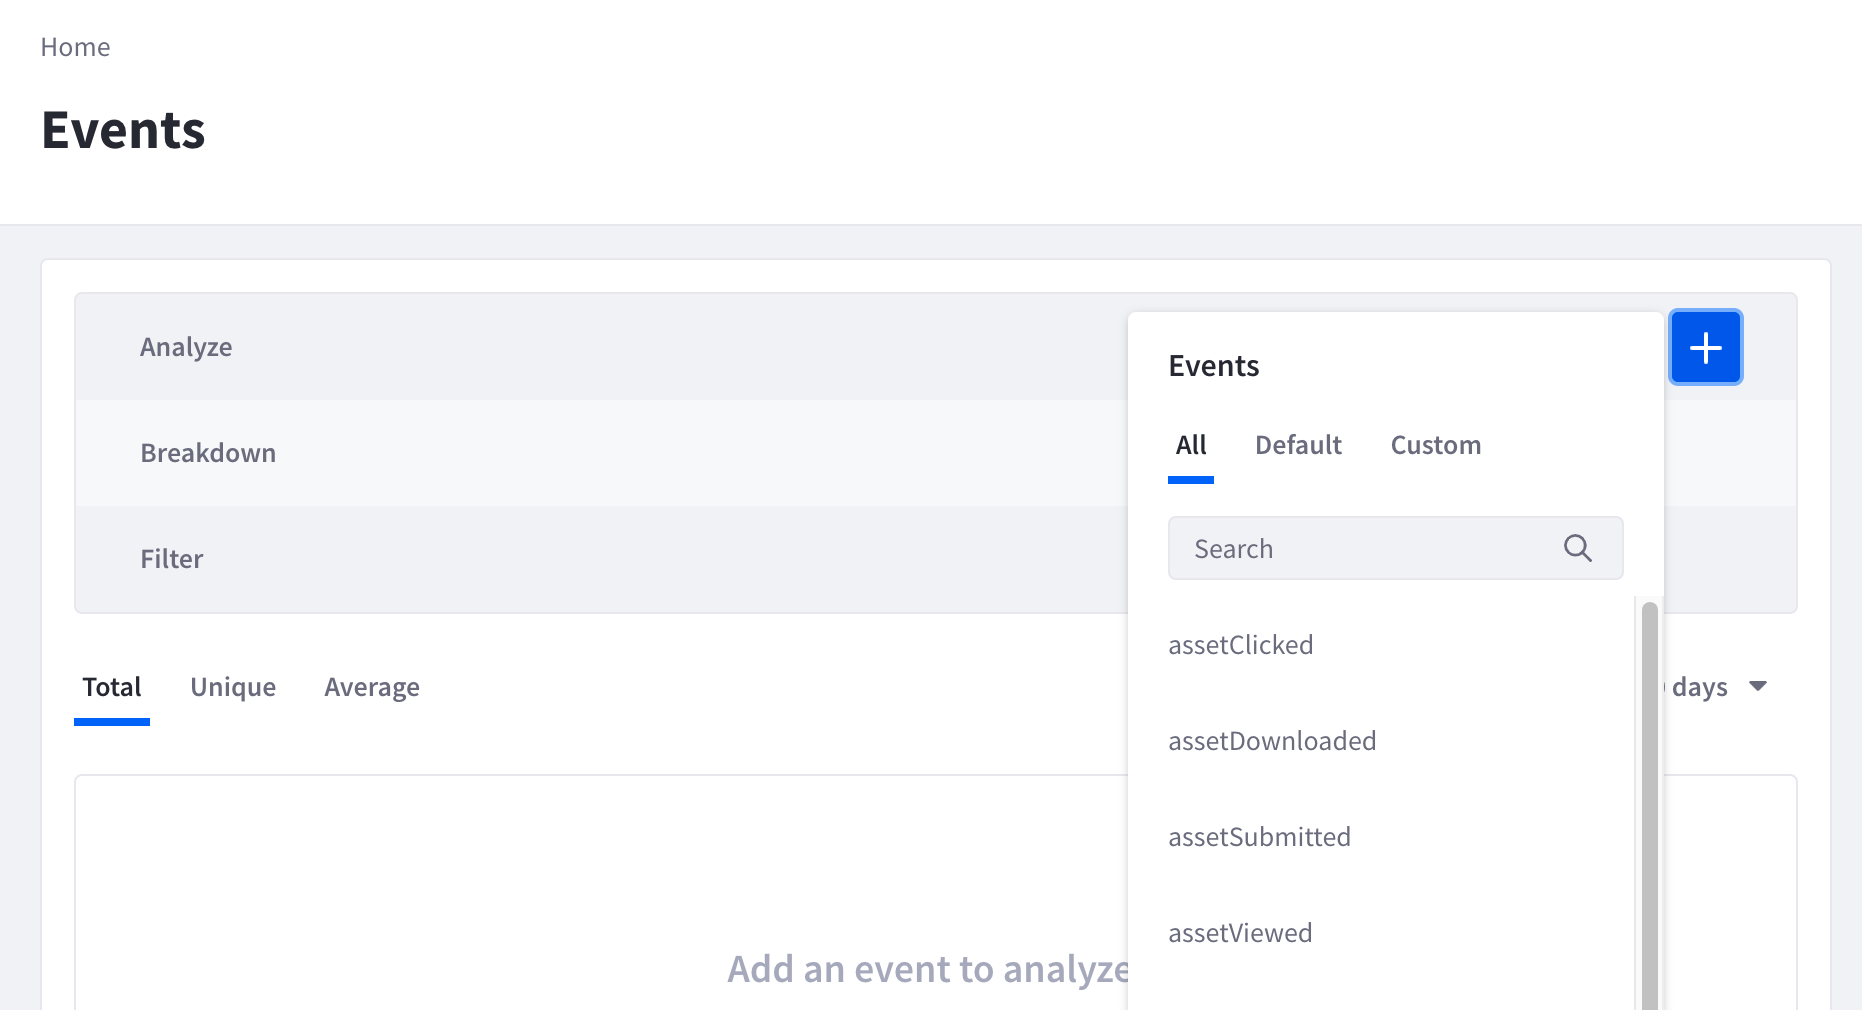 Home
Events
Analyze
Breakdown
Filter
Total
Unique
Average
days
Add an event to analyze
Events
All
Default
Custom
Search
assetClicked
assetDownloaded
assetSubmitted
assetViewed